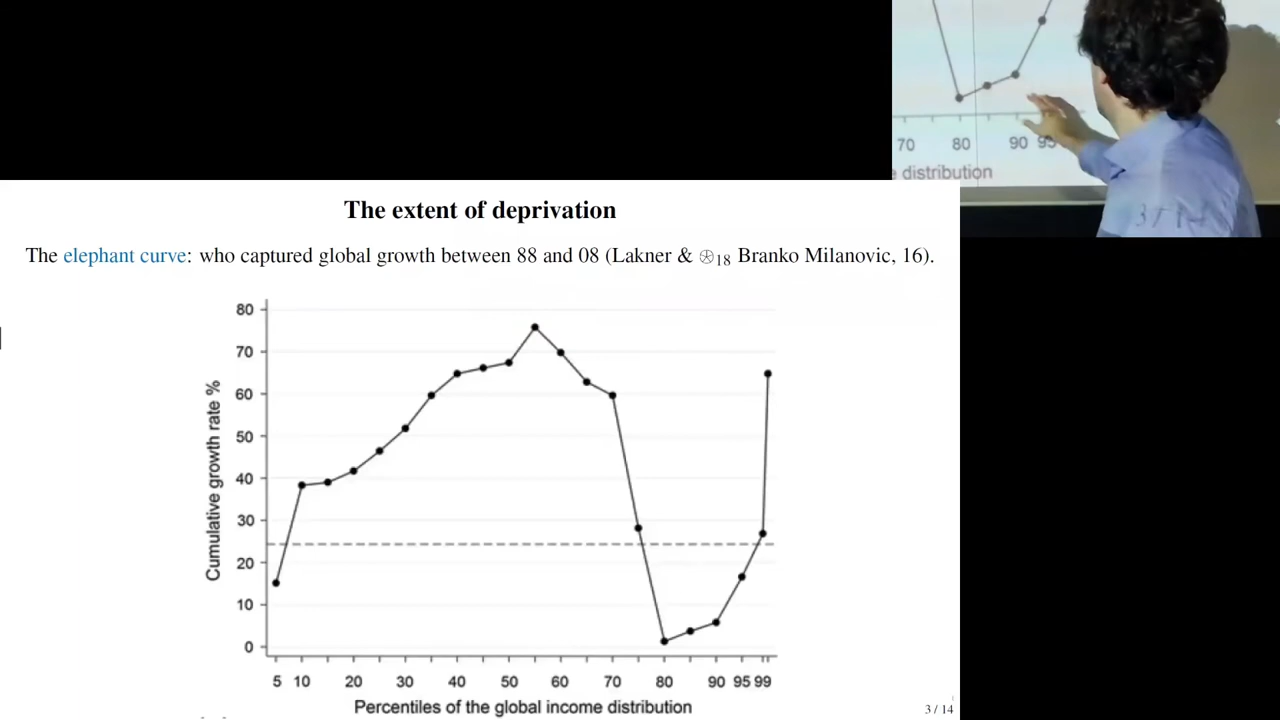 70 80 90 95
distribution
The extent of deprivation
The elephant curve: who captured global growth between 88 and 08 (Lakner & ⊛18 Branko Milanovic, 16).
Cumulative growth rate %
80
70
60
50
40
30
20
10
0
5 10 20 30 40 50 60 70 80 90 95 99
Percentiles of the global income distribution
3 / 14